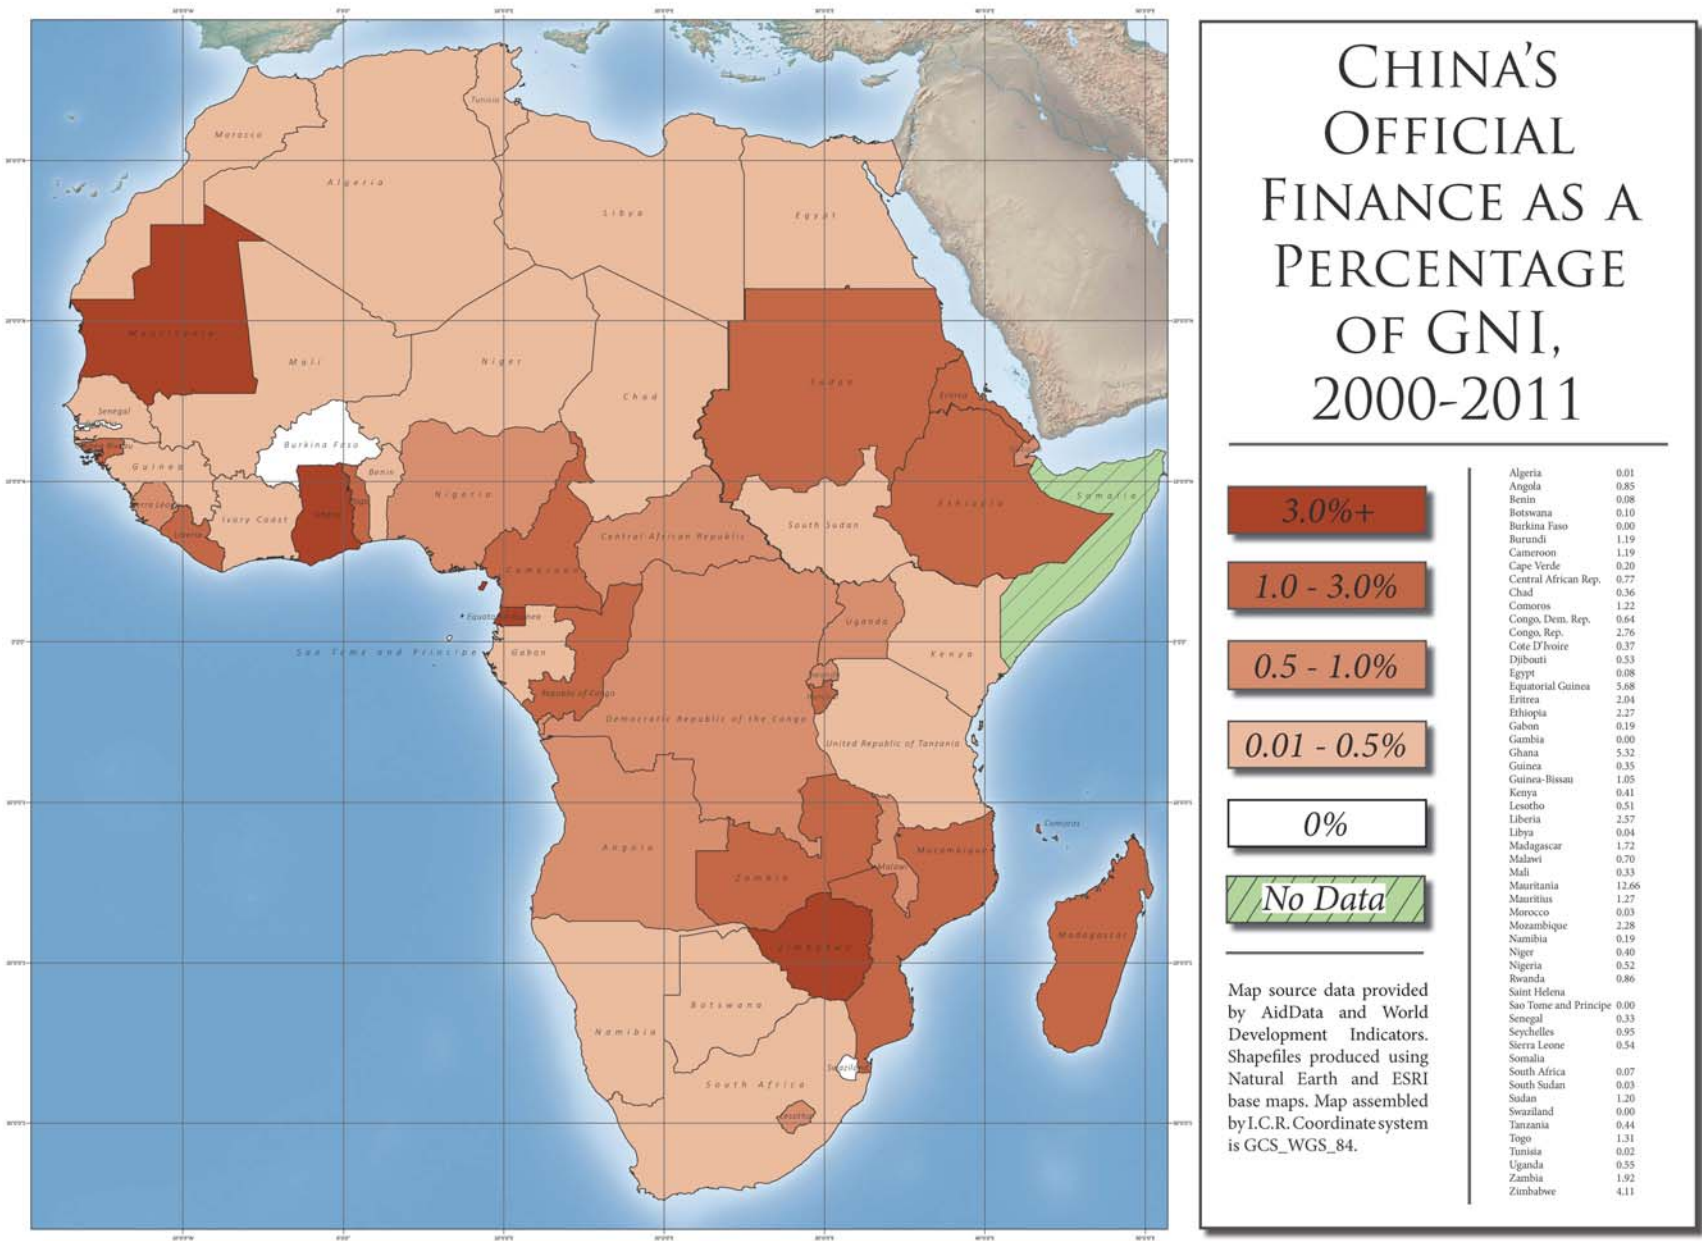 CHINA'S
OFFICIAL
FINANCE AS A
PERCENTAGE
OF GNI,
2000-2011
3.0%+
1.0 - 3.0%
0.5 - 1.0%
0.01 - 0.5%
0%
No Data
Map source data provided
by AidData and World
Development Indicators.
Shapefiles produced using
Natural Earth and ESRI
base maps. Map assembled
by I.C.R. Coordinate system
is GCS_WGS_84.
Algeria 0.01
Angola 0.85
Benin 0.08
Botswana 0.10
Burkina Faso 0.00
Burundi 1.19
Cameroon 1.19
Cape Verde 0.20
Central African Rep. 0.77
Chad 0.36
Comoros 1.22
Congo, Dem. Rep. 0.64
Congo, Rep. 2.76
Cote D'Ivoire 0.37
Djibouti 0.53
Egypt 0.08
Equatorial Guinea 5.68
Eritrea 2.04
Ethiopia 2.27
Gabon 0.19
Gambia 0.00
Ghana 5.32
Guinea 0.35
Guinea-Bissau 1.05
Kenya 0.41
Lesotho 0.51
Liberia 2.57
Libya 0.04
Madagascar 1.72
Malawi 0.70
Mali 0.33
Mauritania 12.66
Mauritius 1.27
Morocco 0.03
Mozambique 2.28
Namibia 0.19
Niger 0.40
Nigeria 0.52
Rwanda 0.86
Saint Helena
Sao Tome and Principe 0.00
Senegal 0.33
Seychelles 0.95
Sierra Leone 0.54
Somalia
South Africa 0.07
South Sudan 0.03
Sudan 1.20
Swaziland 0.00
Tanzania 0.44
Togo 1.31
Tunisia 0.02
Uganda 0.55
Zambia 1.92
Zimbabwe 4.11
Tunisia
Morocco
Algeria
Libya
Egypt
Mauritania
Mali
Niger
Chad
Sudan
Eritrea
Senegal
Burkina Faso
Guinea
Benin
Nigeria
Somalia
Ethiopia
Ivory Coast
Ghana
South Sudan
Liberia
Central African Republic
Cameroon
Uganda
Sao Tome and Principe
Gabon
Kenya
Republic of Congo
Democratic Republic of the Congo
United Republic of Tanzania
Comoros
Angola
Mozambique
Malawi
Zambia
Madagascar
Zimbabwe
Botswana
Namibia
South Africa
Lesotho